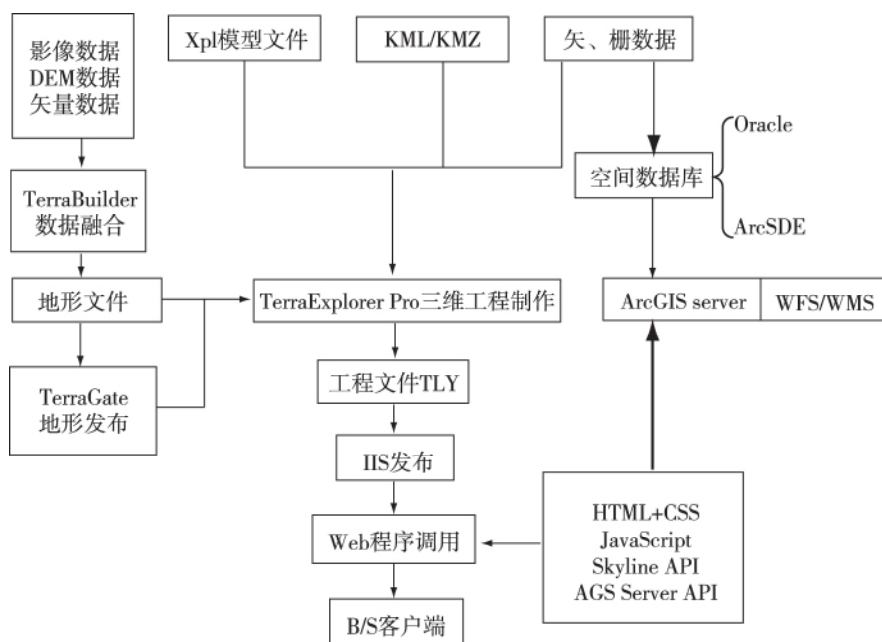 影像数据
DEM数据
矢量数据
Xpl模型文件
KML/KMZ
矢、栅数据
Oracle
空间数据库
ArcSDE
TerraBuilder
数据融合
地形文件
TerraExplorer Pro三维工程制作
ArcGIS server
WFS/WMS
TerraGate
地形发布
工程文件TLY
IIS发布
Web程序调用
HTML+CSS
JavaScript
Skyline API
AGS Server API
B/S客户端